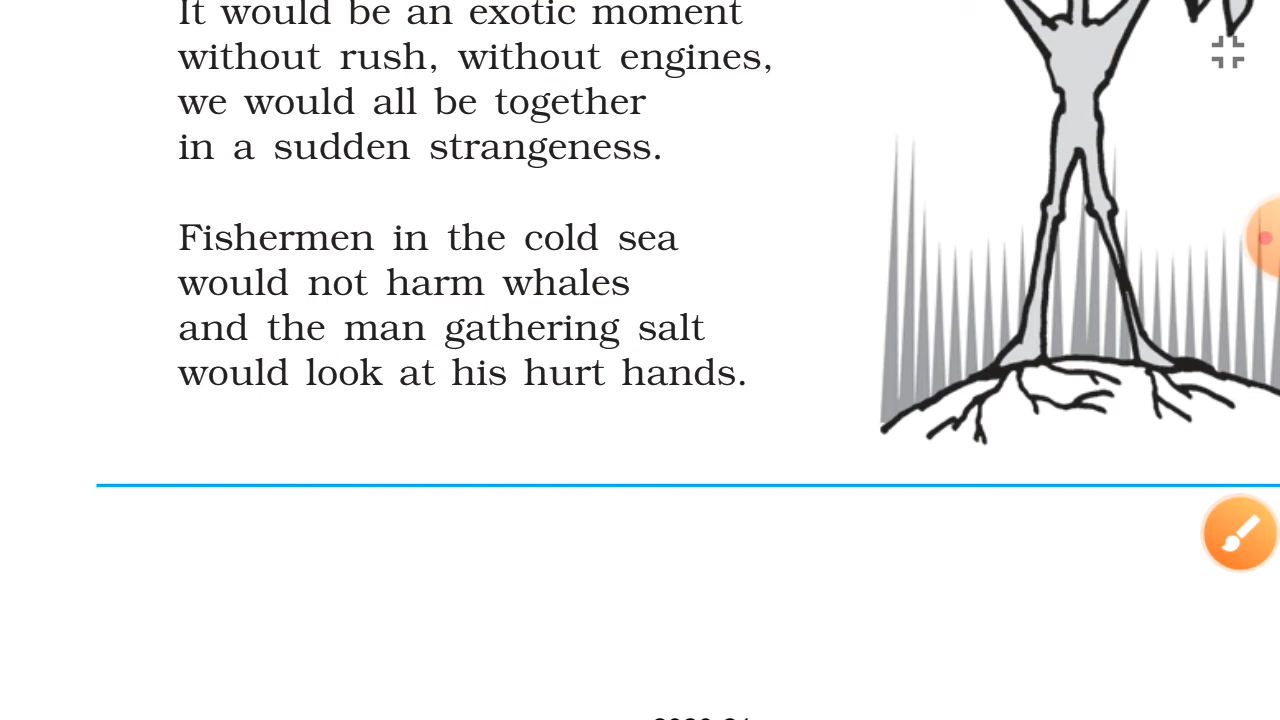 It would be an exotic moment
without rush, without engines,
we would all be together
in a sudden strangeness.
Fishermen in the cold sea
would not harm whales
and the man gathering salt
would look at his hurt hands.